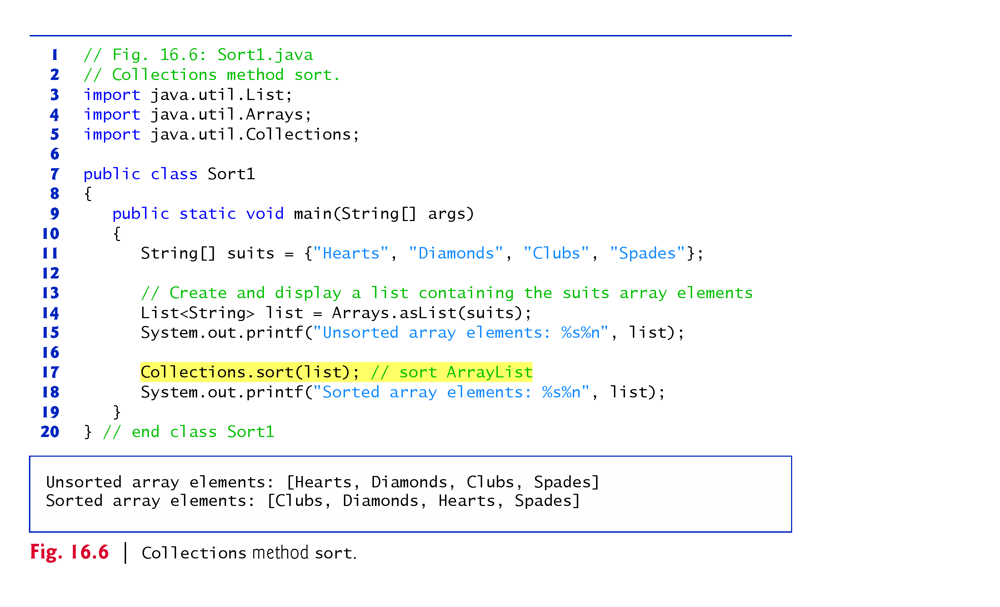 1 // Fig. 16.6: Sort1.java
2 // Collections method sort.
3 import java.util.List;
4 import java.util.Arrays;
5 import java.util.Collections;
6
7 public class Sort1
8 {
9 public static void main(String[] args)
10 {
11 String[] suits = {"Hearts", "Diamonds", "Clubs", "Spades"};
12
13 // Create and display a list containing the suits array elements
14 List<String> list = Arrays.asList(suits);
15 System.out.printf("Unsorted array elements: %s%n", list);
16
17 Collections.sort(list); // sort ArrayList
18 System.out.printf("Sorted array elements: %s%n", list);
19 }
20 } // end class Sort1
Unsorted array elements: [Hearts, Diamonds, Clubs, Spades]
Sorted array elements: [Clubs, Diamonds, Hearts, Spades]
Fig. 16.6 | Collections method sort.